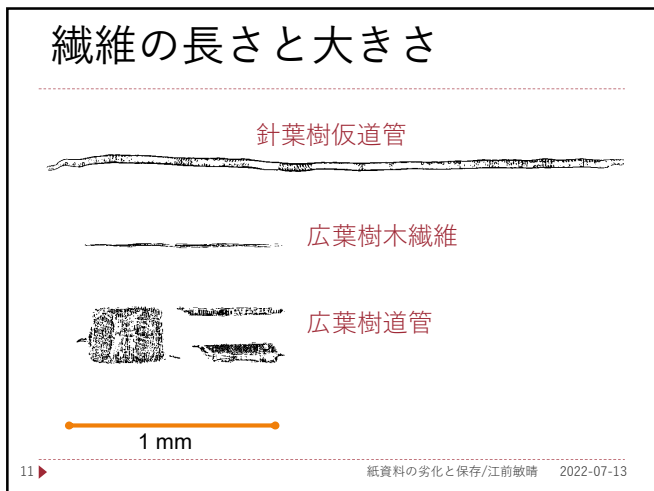 繊維の長さと大きさ
針葉樹仮道管
広葉樹木繊維
広葉樹道管
1 mm
11 紙資料の劣化と保存/江前敏晴 2022-07-13